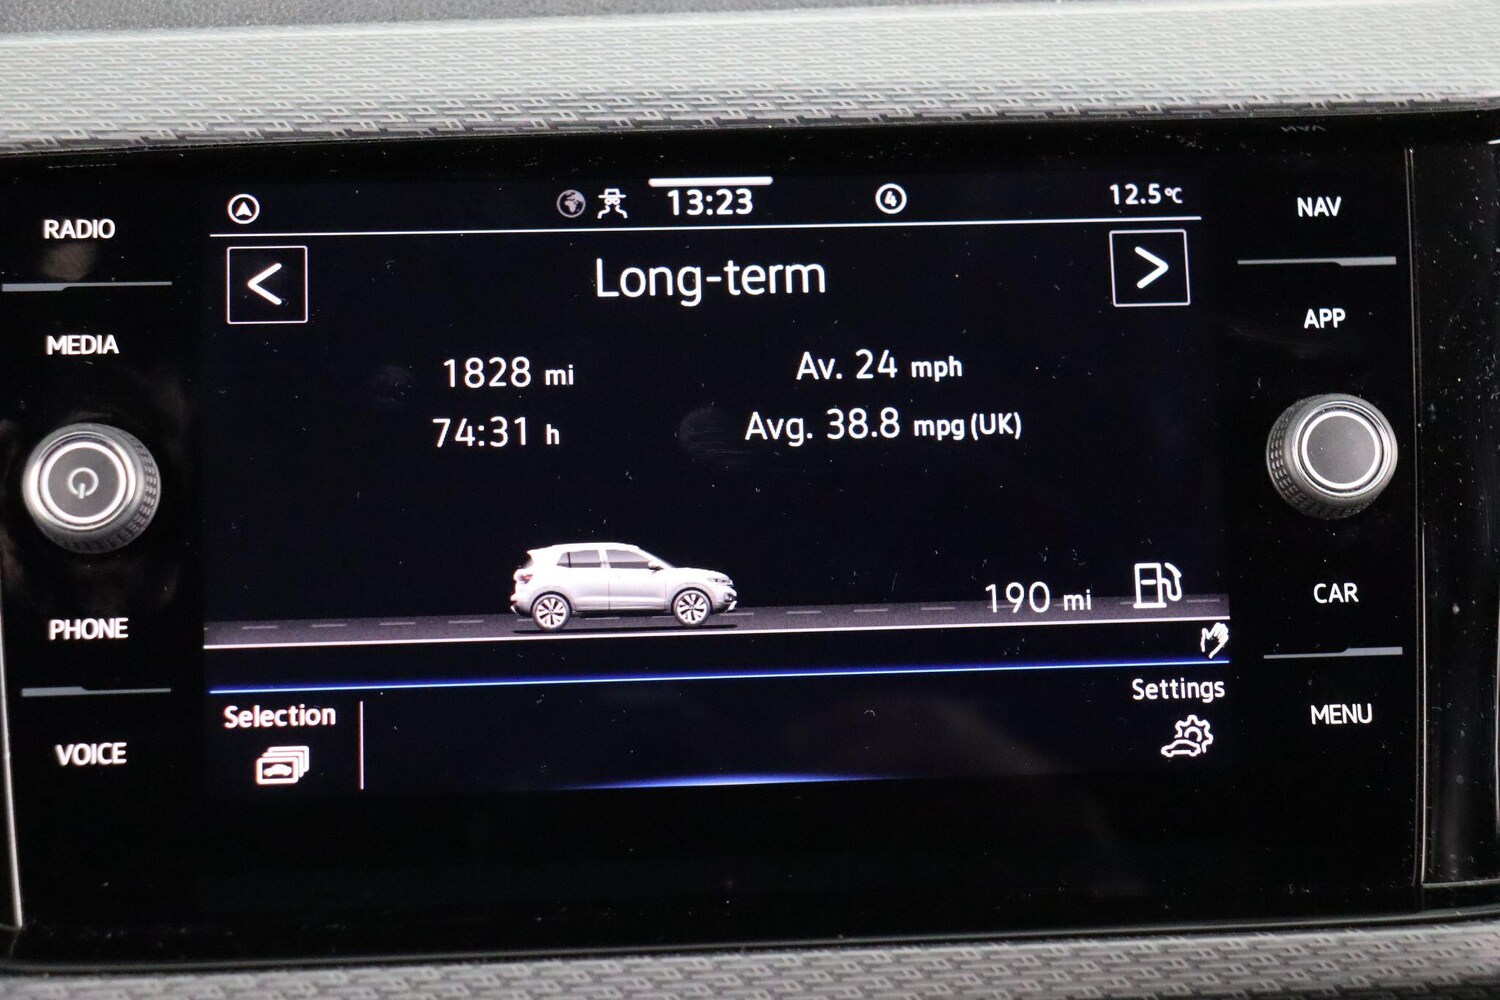 4 
13:23
12.5°C
RADIO
NAV
<
Long-term
>
MEDIA
APP
1828 mi
Av. 24 mph
74:31 h
Avg. 38.8 mpg (UK)
190 mi
CAR
PHONE
Settings
Selection
MENU
VOICE